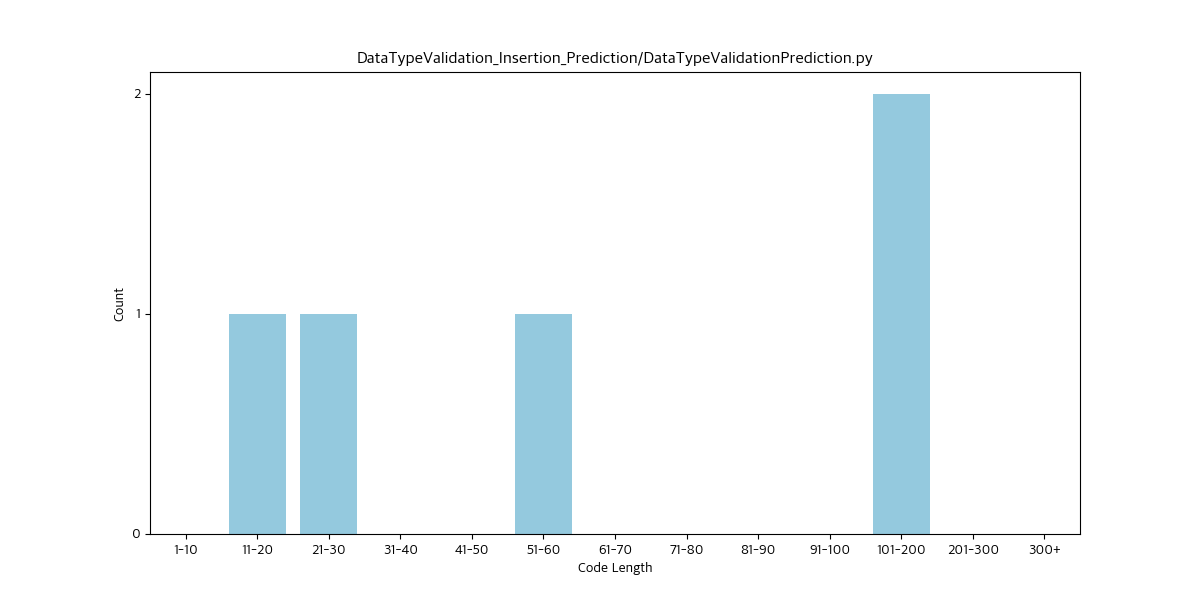 DataTypeValidation_Insertion_Prediction/DataTypeValidationPrediction.py
Count
2
1
0
1-10 11-20 21-30 31-40 41-50 51-60 61-70 71-80 81-90 91-100 101-200 201-300 300+
Code Length